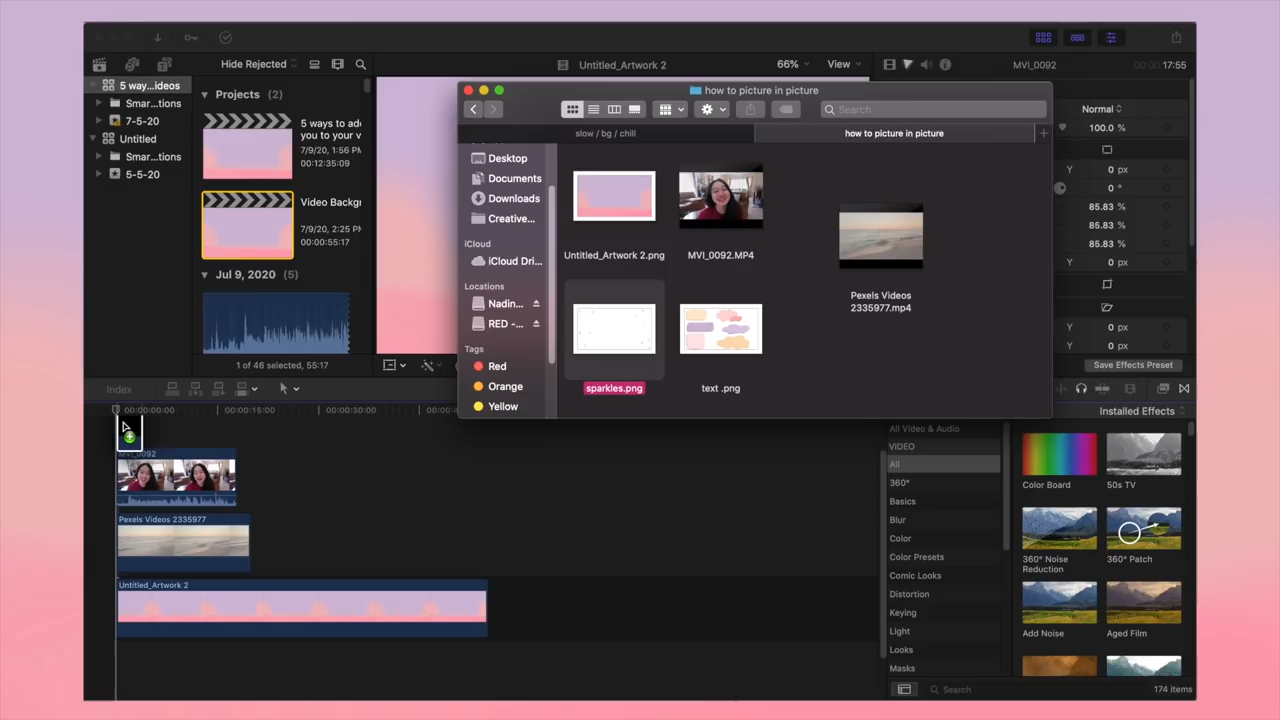 Hide Rejected
Untitled_Artwork 2
66%
View
MVI_0092
00:00
17:55
5 way...ideos
Smar...tions
7-5-20
Untitled
Smar...tions
5-5-20
Projects (2)
5 ways to ad
you to your v
7/9/20, 1:56 PM
00:12:35:09
Video Backgr
7/9/20, 2:25 PM
00:00:55:17
Jul 9, 2020 (5)
1 of 46 selected, 55:17
how to picture in picture
Search
slow / bg / chill
how to picture in picture
Desktop
Documents
Downloads
Creative...
iCloud
iCloud Dri...
Locations
Nadin...
RED -...
Tags
Red
Orange
Yellow
Untitled_Artwork 2.png
MVI_0092.MP4
Pexels Videos
2335977.mp4
sparkles.png
text .png
Normal
100.0 %
Y 0 px
0 °
85.83 %
85.83 %
85.83 %
Y 0 px
Y 0 px
Y 0 px
Save Effects Preset
Index
00:00:00:00
00:00:15:00
00:00:30:00
00:00:4
MVI_0092
Pexels Videos 2335977
Untitled_Artwork 2
Installed Effects
All Video & Audio
VIDEO
All
360°
Basics
Blur
Color
Color Presets
Comic Looks
Distortion
Keying
Light
Looks
Masks
Color Board
50s TV
360° Noise
Reduction
360° Patch
Add Noise
Aged Film
Search
174 items